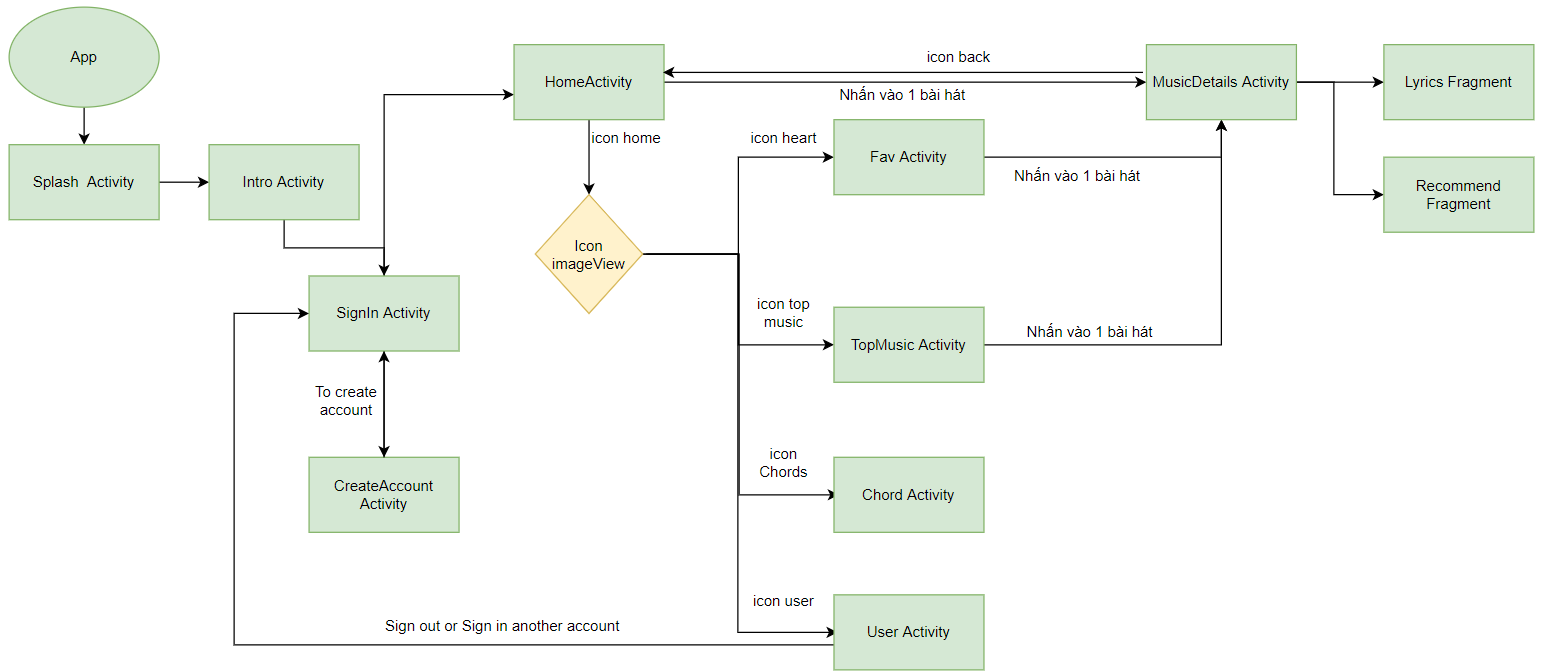 App
HomeActivity
icon back
MusicDetails Activity
Lyrics Fragment
Nhấn vào 1 bài hát
icon home
icon heart
Fav Activity
Nhấn vào 1 bài hát
Splash Activity
Intro Activity
Recommend
Fragment
Icon
imageView
SignIn Activity
icon top
music
TopMusic Activity
Nhấn vào 1 bài hát
To create
account
icon
Chords
CreateAccount
Activity
Chord Activity
icon user
Sign out or Sign in another account
User Activity